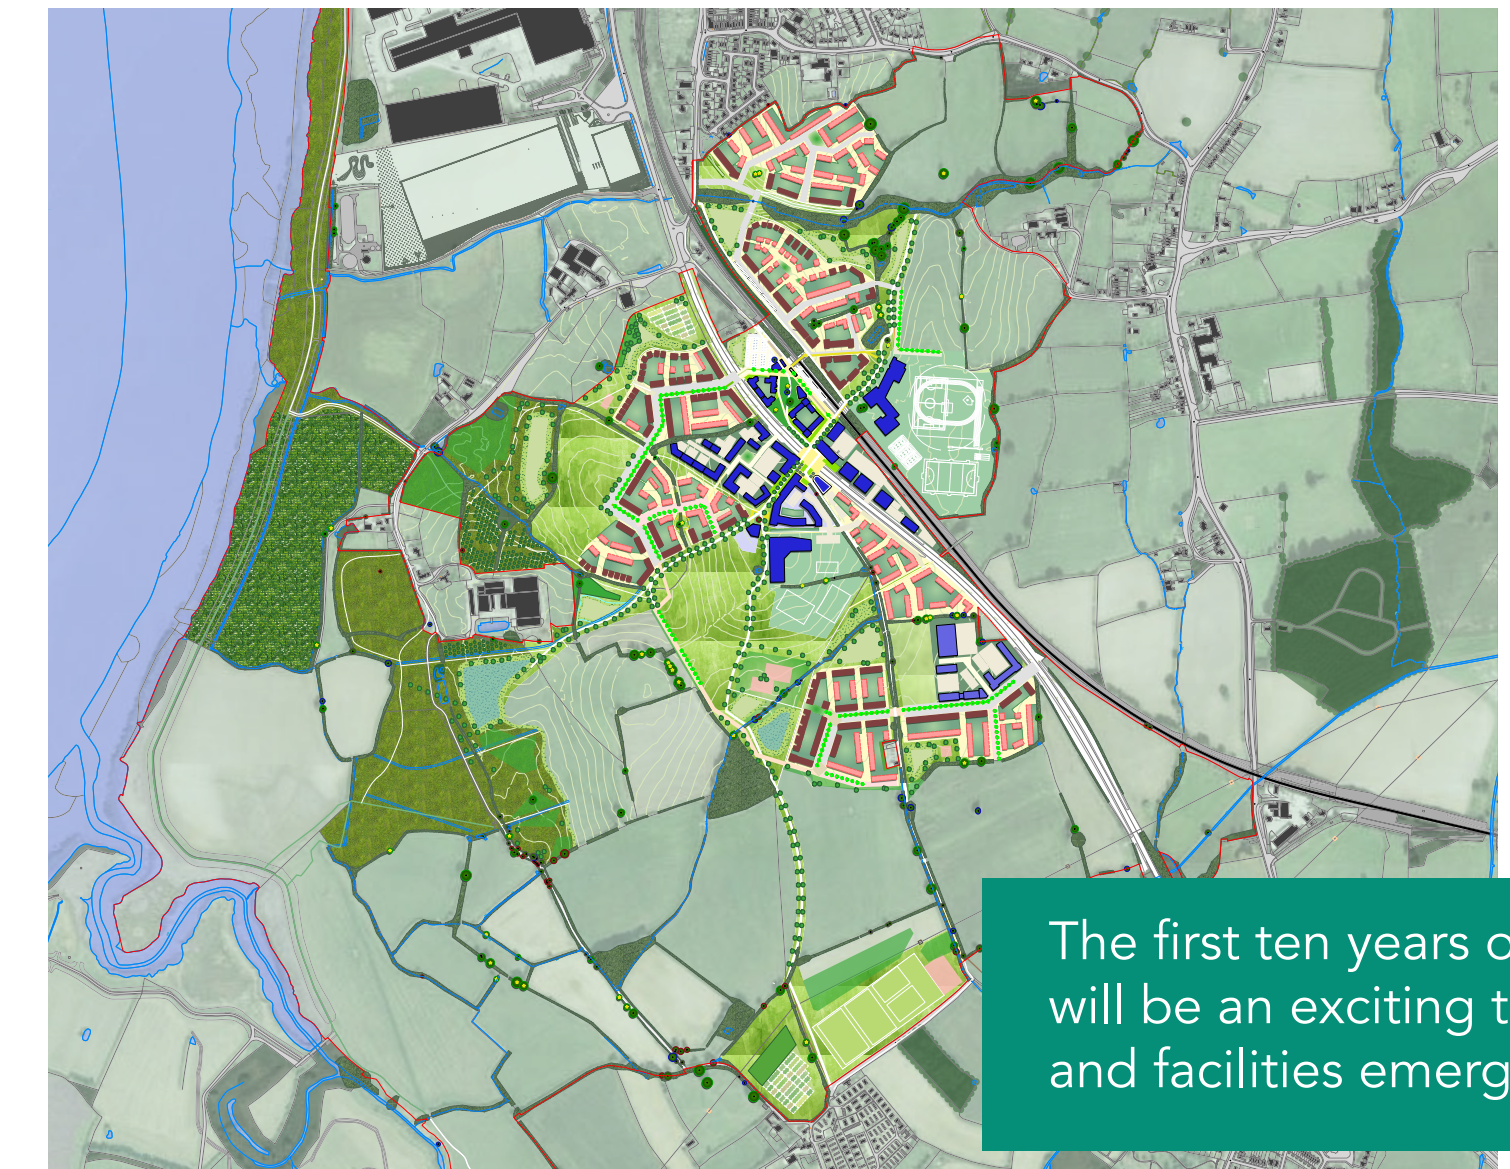 The first ten years o
will be an exciting t
and facilities emerg